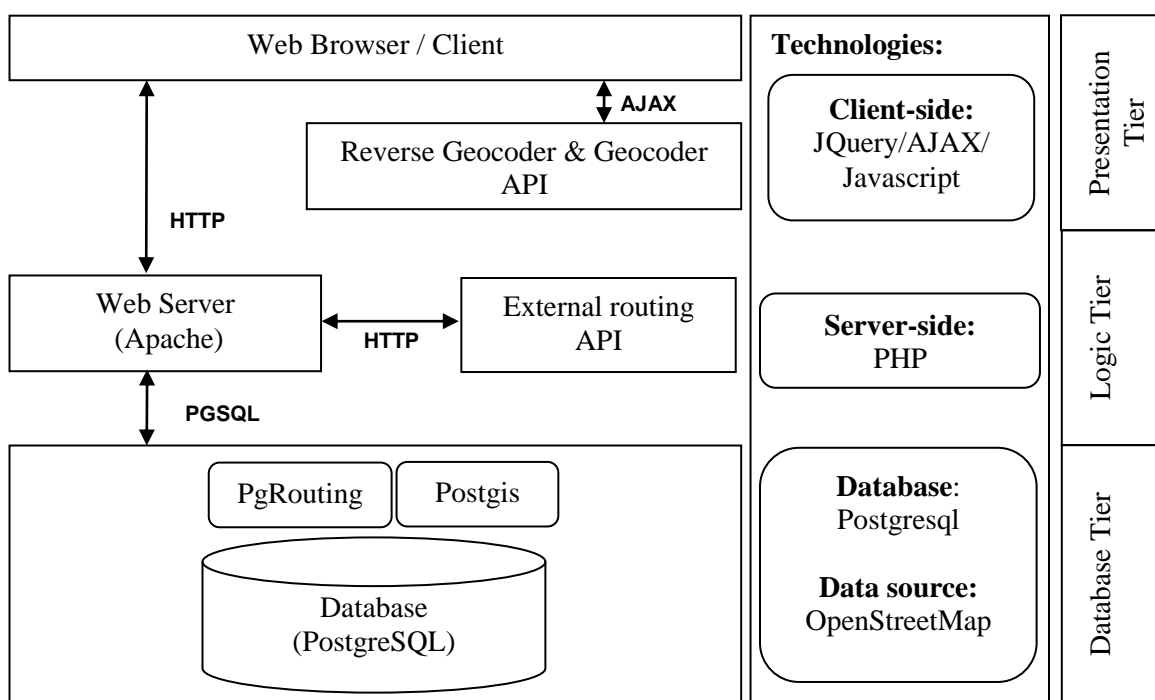 Web Browser / Client
AJAX
Reverse Geocoder & Geocoder
API
HTTP
Web Server
(Apache)
HTTP
External routing
API
PGSQL
PgRouting
Postgis
Database
(PostgreSQL)
Technologies:
Client-side:
JQuery/AJAX/
Javascript
Server-side:
PHP
Database:
Postgresql
Data source:
OpenStreetMap
Presentation
Tier
Logic Tier
Database Tier